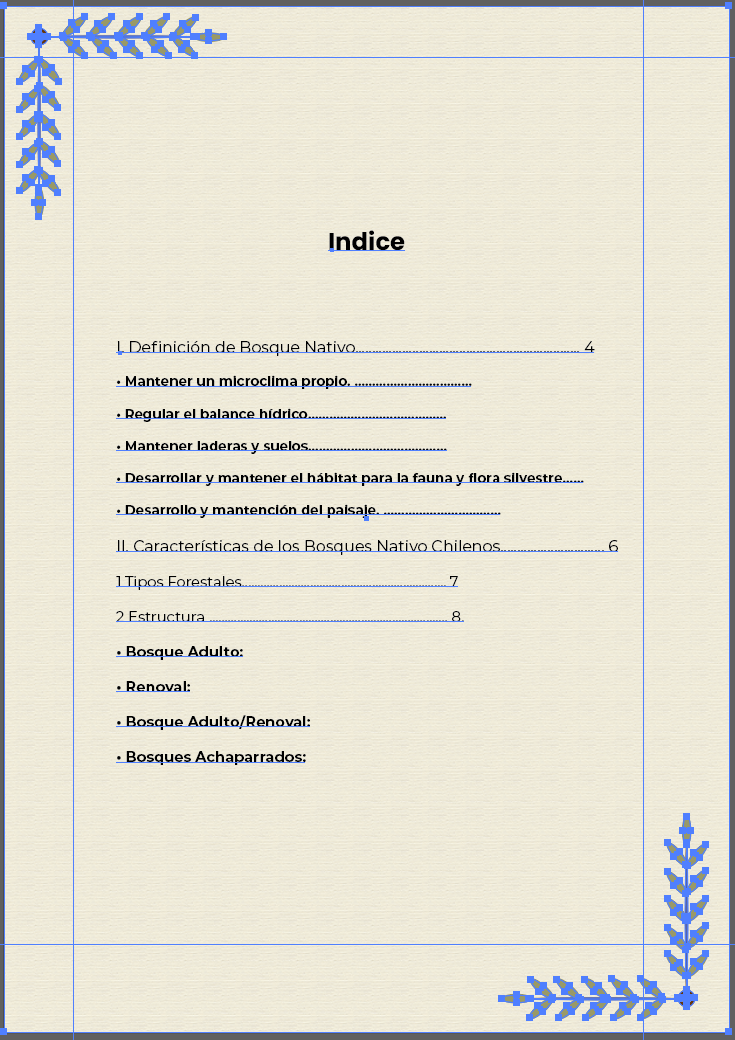 Indice
I. Definición de Bosque Nativo........................................................................... 4
• Mantener un microclima propio. .................................
• Regular el balance hídrico.......................................
• Mantener laderas y suelos.......................................
• Desarrollar y mantener el hábitat para la fauna y flora silvestre......
• Desarrollo y mantención del paisaje. .................................
II. Características de los Bosques Nativo Chilenos.................................... 6
1 Tipos Forestales.................................................................... 7
2 Estructura ................................................................................ 8
• Bosque Adulto:
• Renoval:
• Bosque Adulto/Renoval:
• Bosques Achaparrados: